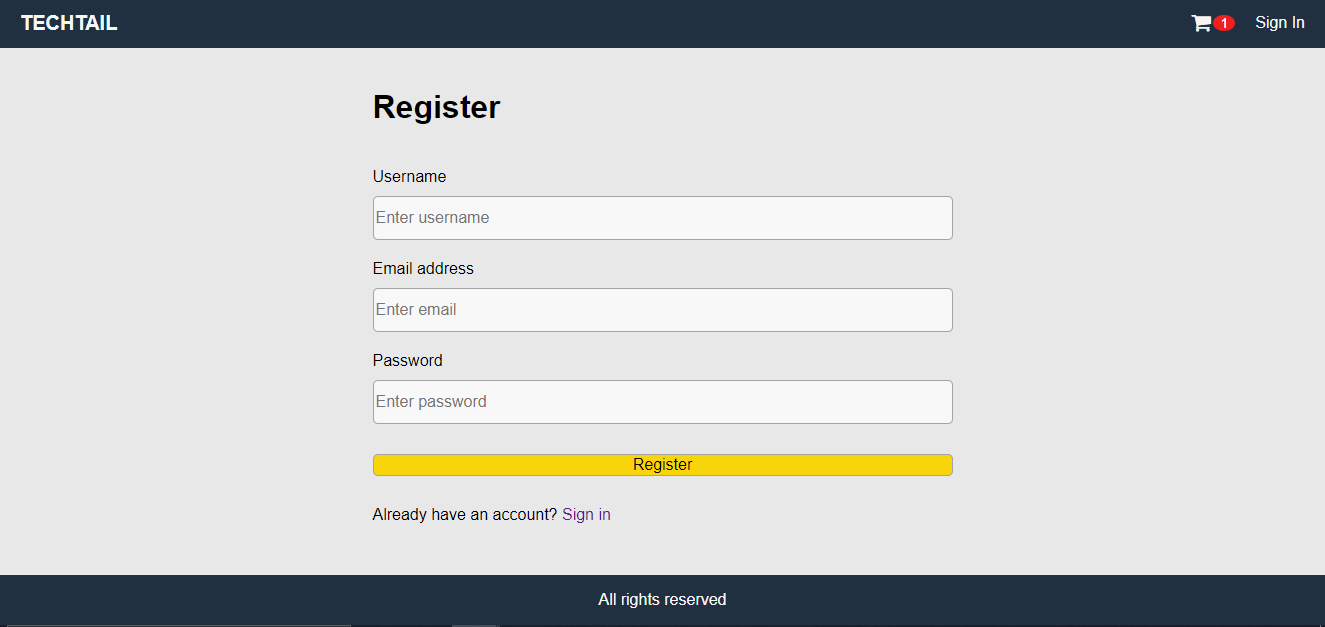 TECHTAIL
1 Sign In
Register
Username
Enter username
Email address
Enter email
Password
Enter password
Register
Already have an account? Sign in
All rights reserved